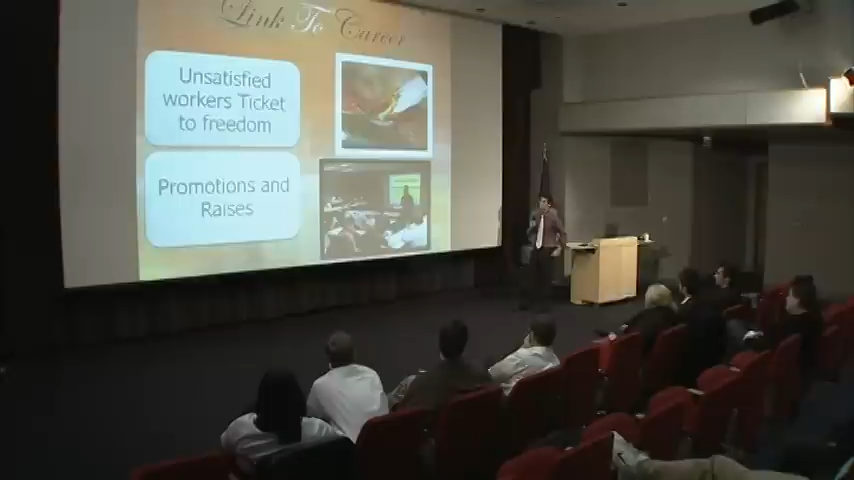 Link To Career
Unsatisfied
workers Ticket
to freedom
Promotions and
Raises